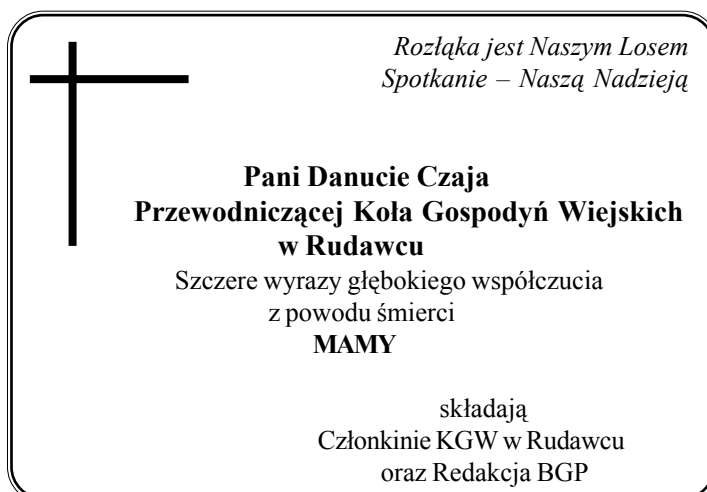 Rozłąka jest Naszym Losem
Spotkanie – Naszą Nadzieją
Pani Danucie Czaja
Przewodniczącej Koła Gospodyń Wiejskich
w Rudawcu
Szczere wyrazy głębokiego współczucia
z powodu śmierci
MAMY
składają
Członkinie KGW w Rudawcu
oraz Redakcja BGP